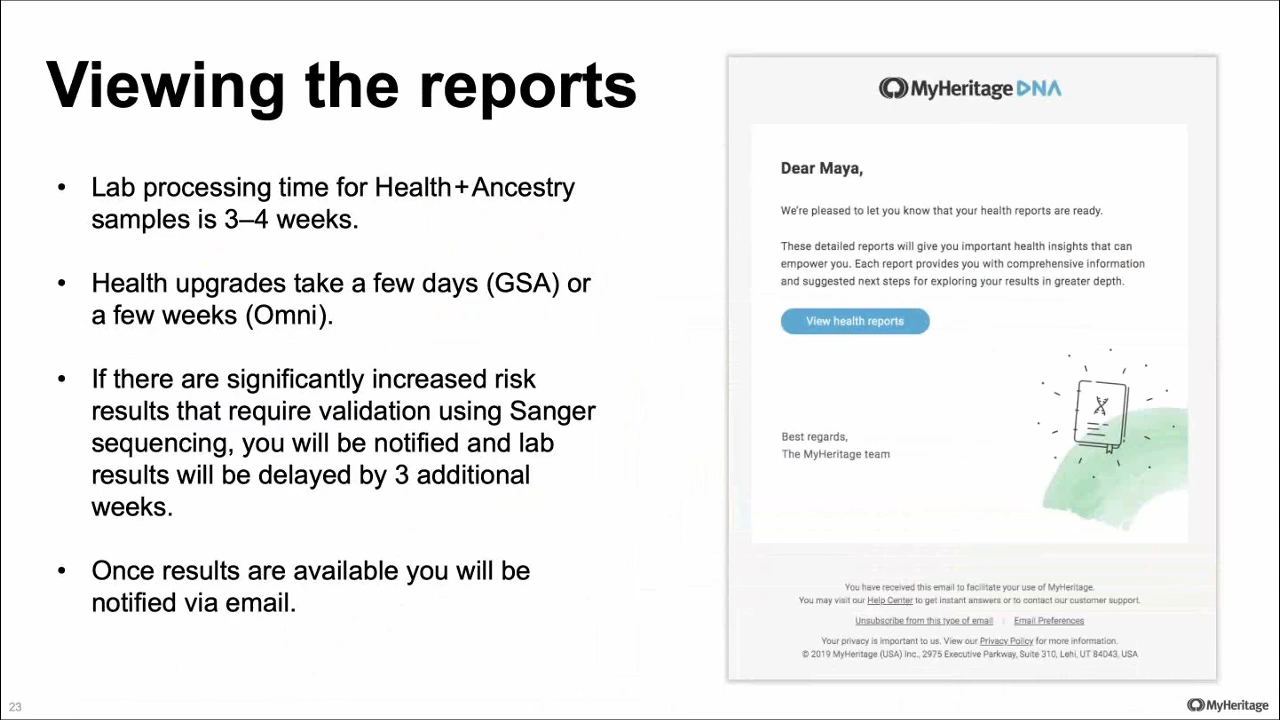 Viewing the reports
• Lab processing time for Health+Ancestry
samples is 3–4 weeks.
• Health upgrades take a few days (GSA) or
a few weeks (Omni).
• If there are significantly increased risk
results that require validation using Sanger
sequencing, you will be notified and lab
results will be delayed by 3 additional
weeks.
• Once results are available you will be
notified via email.
MyHeritage DNA
Dear Maya,
We're pleased to let you know that your health reports are ready.
These detailed reports will give you important health insights that can
empower you. Each report provides you with comprehensive information
and suggested next steps for exploring your results in greater depth.
View health reports
Best regards,
The MyHeritage team
You have received this email to facilitate your use of MyHeritage.
You may visit our Help Center to get instant answers or to contact our customer support.
Unsubscribe from this type of email | Email Preferences
Your privacy is important to us. View our Privacy Policy for more information.
© 2019 MyHeritage (USA) Inc., 2975 Executive Parkway, Suite 310, Lehi, UT 84043, USA
23
MyHeritage